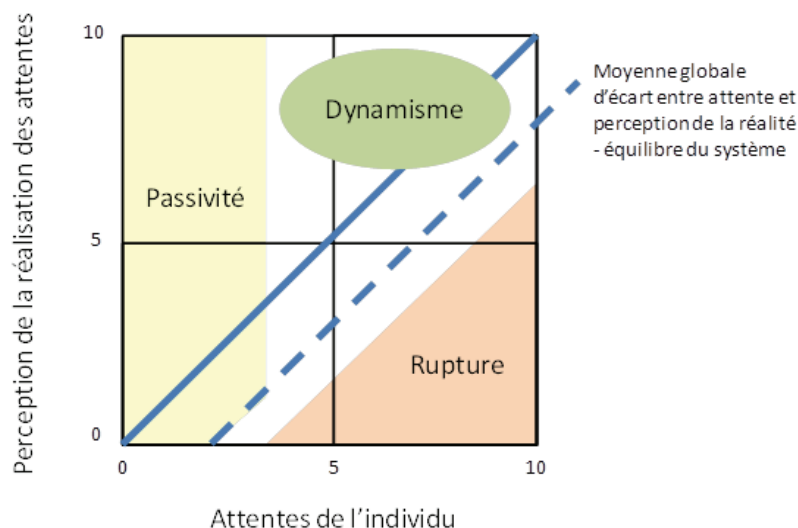 Perception de la réalisation des attentes
10
5
0
Passivité
Dynamisme
Rupture
Moyenne globale
d'écart entre attente et
perception de la réalité
- équilibre du système
0
5
10
Attentes de l'individu